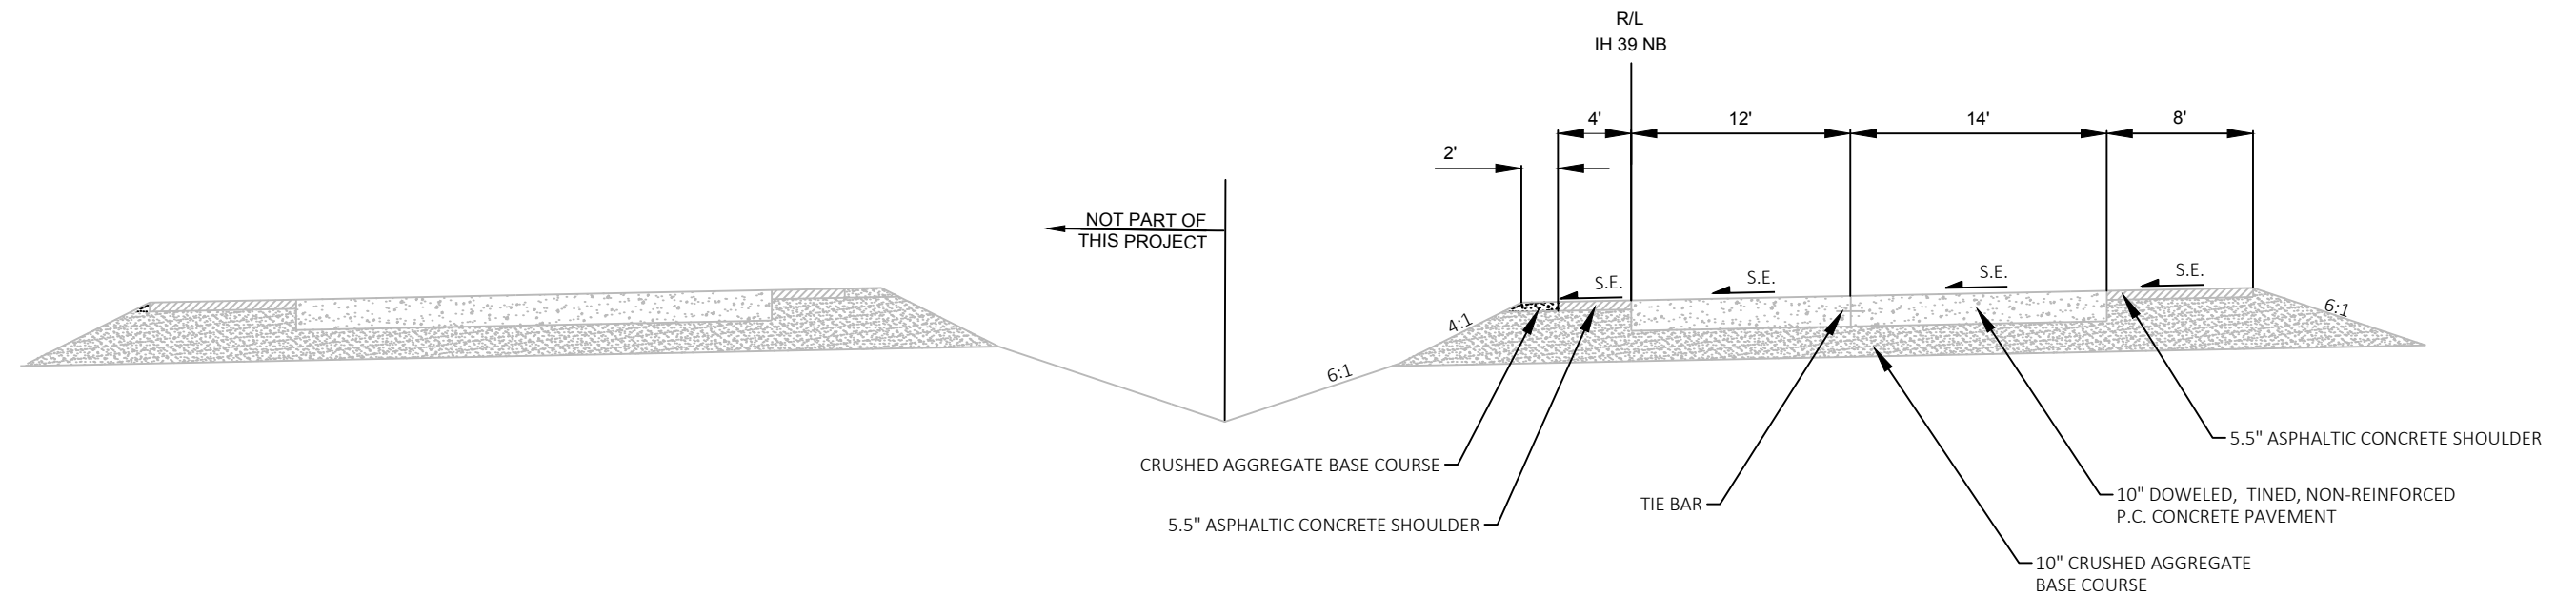 R/L
IH 39 NB
4'
12'
14'
8'
2'
NOT PART OF
THIS PROJECT
S.E.
S.E.
S.E.
S.E.
4:1
6:1
6:1
CRUSHED AGGREGATE BASE COURSE
5.5" ASPHALTIC CONCRETE SHOULDER
TIE BAR
5.5" ASPHALTIC CONCRETE SHOULDER
10" DOWELED, TINED, NON-REINFORCED
P.C. CONCRETE PAVEMENT
10" CRUSHED AGGREGATE
BASE COURSE